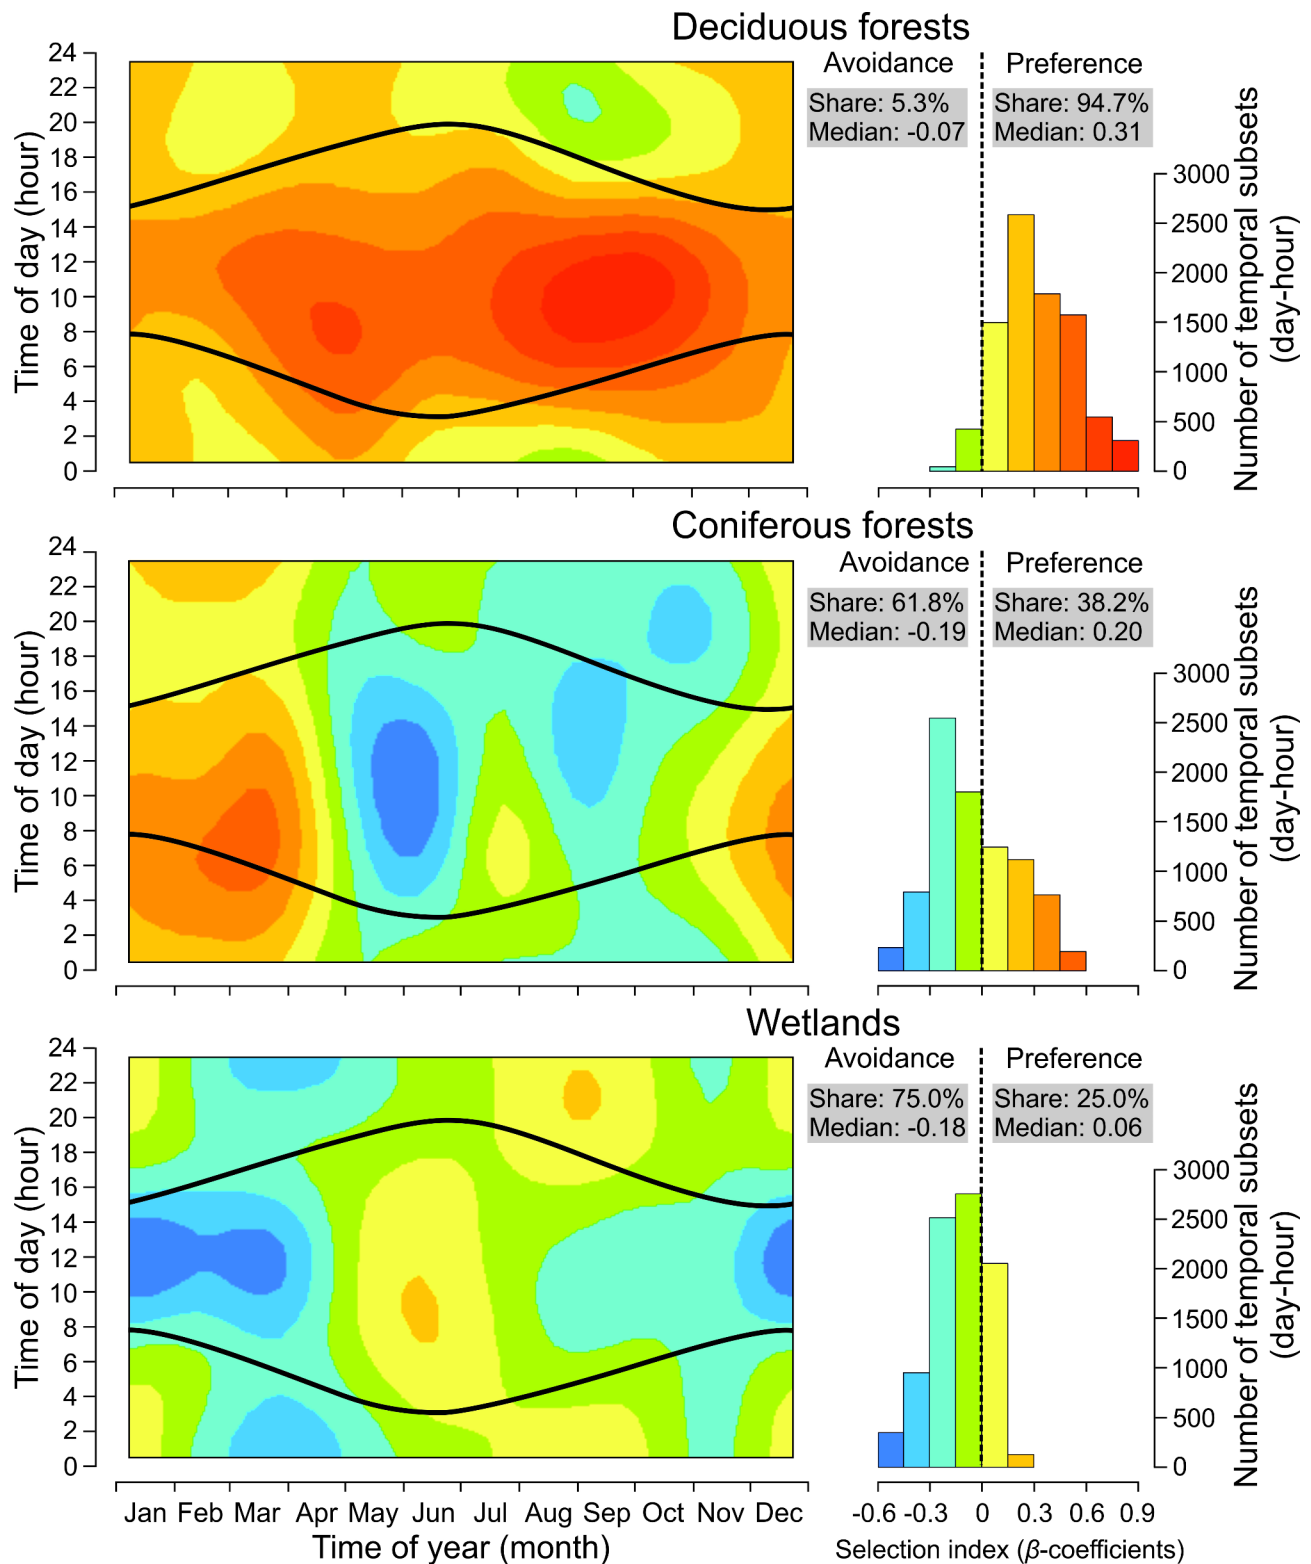 Deciduous forests
Avoidance
Preference
Share: 5.3%
Median: -0.07
Share: 94.7%
Median: 0.31
Time of day (hour)
24
22
20
18
16
14
12
10
8
6
4
2
0
3000
2500
2000
1500
1000
500
0
Number of temporal subsets
(day-hour)
Coniferous forests
Avoidance
Preference
Share: 61.8%
Median: -0.19
Share: 38.2%
Median: 0.20
Time of day (hour)
24
22
20
18
16
14
12
10
8
6
4
2
0
3000
2500
2000
1500
1000
500
0
Number of temporal subsets
(day-hour)
Wetlands
Avoidance
Preference
Share: 75.0%
Median: -0.18
Share: 25.0%
Median: 0.06
Time of day (hour)
24
22
20
18
16
14
12
10
8
6
4
2
0
3000
2500
2000
1500
1000
500
0
Number of temporal subsets
(day-hour)
Jan Feb Mar Apr May Jun Jul Aug Sep Oct Nov Dec
Time of year (month)
-0.6 -0.3 0 0.3 0.6 0.9
Selection index (β-coefficients)